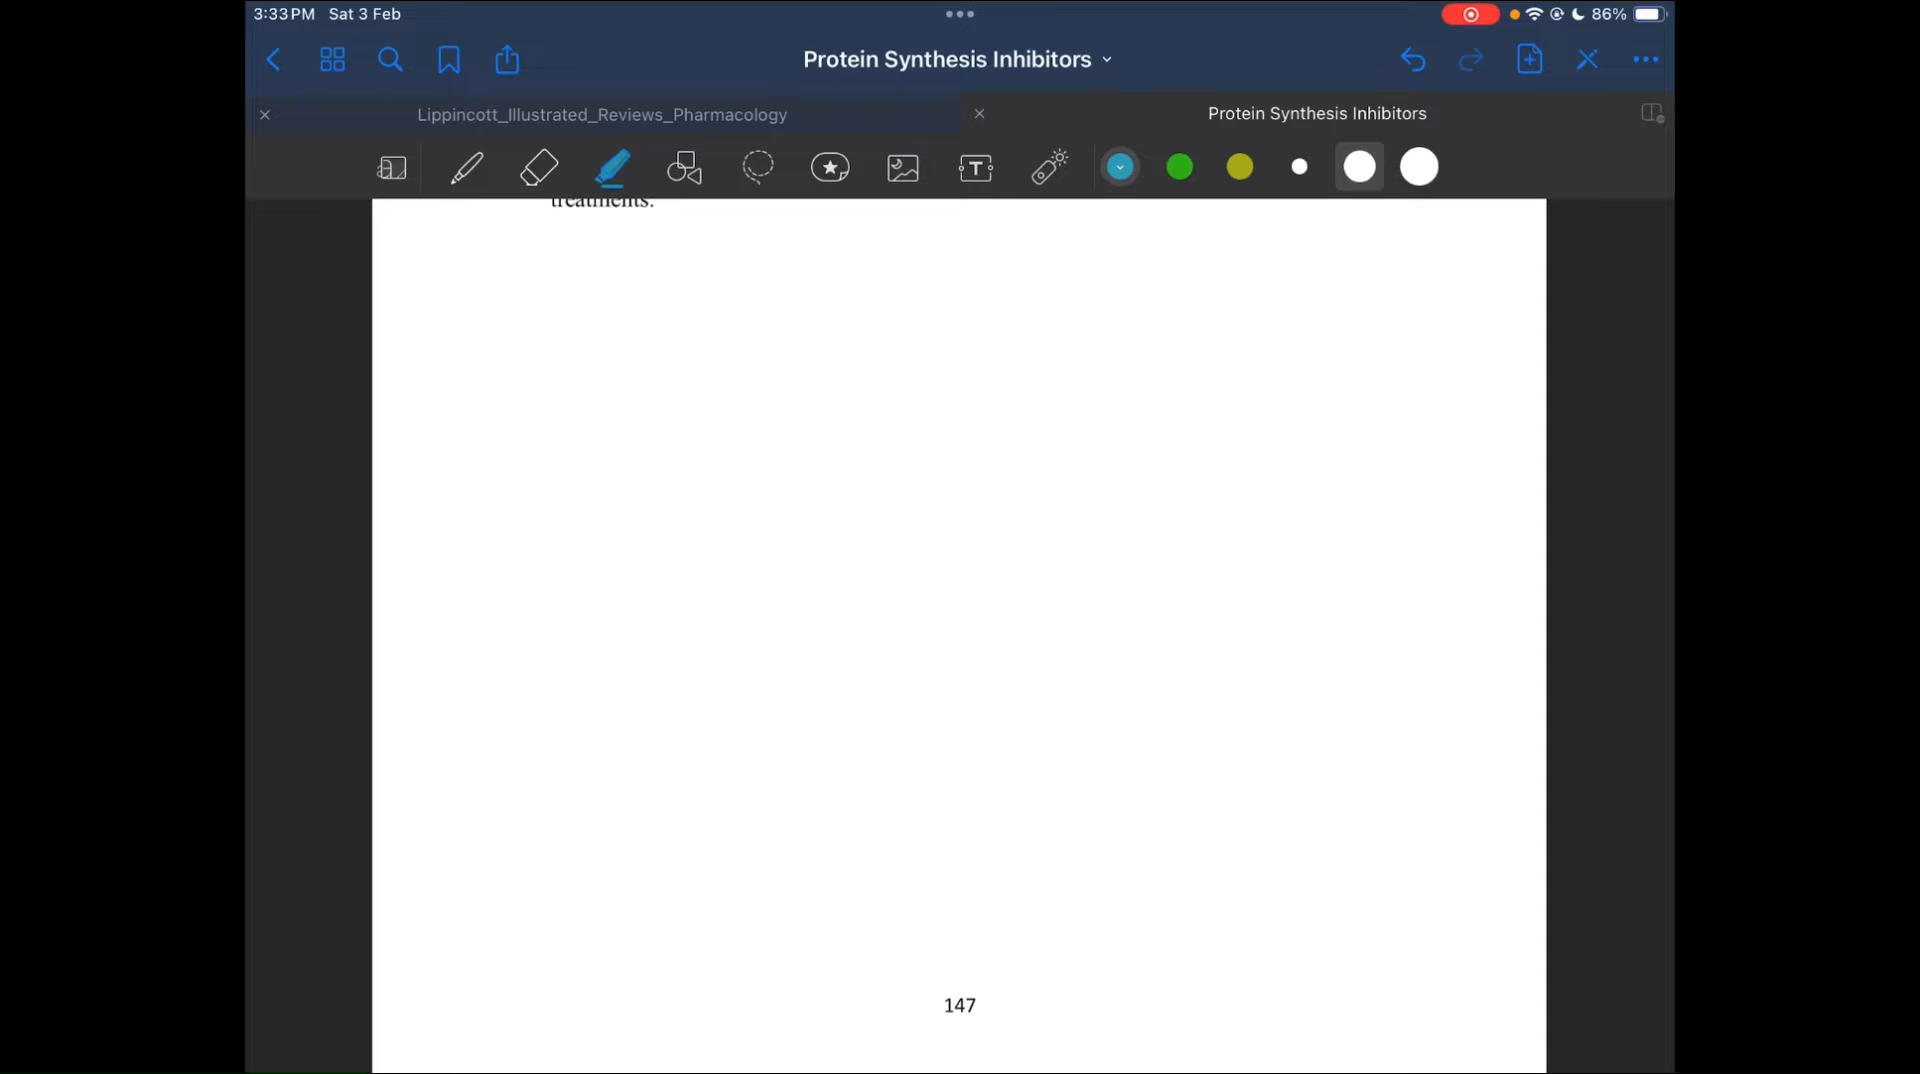 3:33 PM Sat 3 Feb
86%
Protein Synthesis Inhibitors
Lippincott_Illustrated_Reviews_Pharmacology
Protein Synthesis Inhibitors
T
treatments.
147